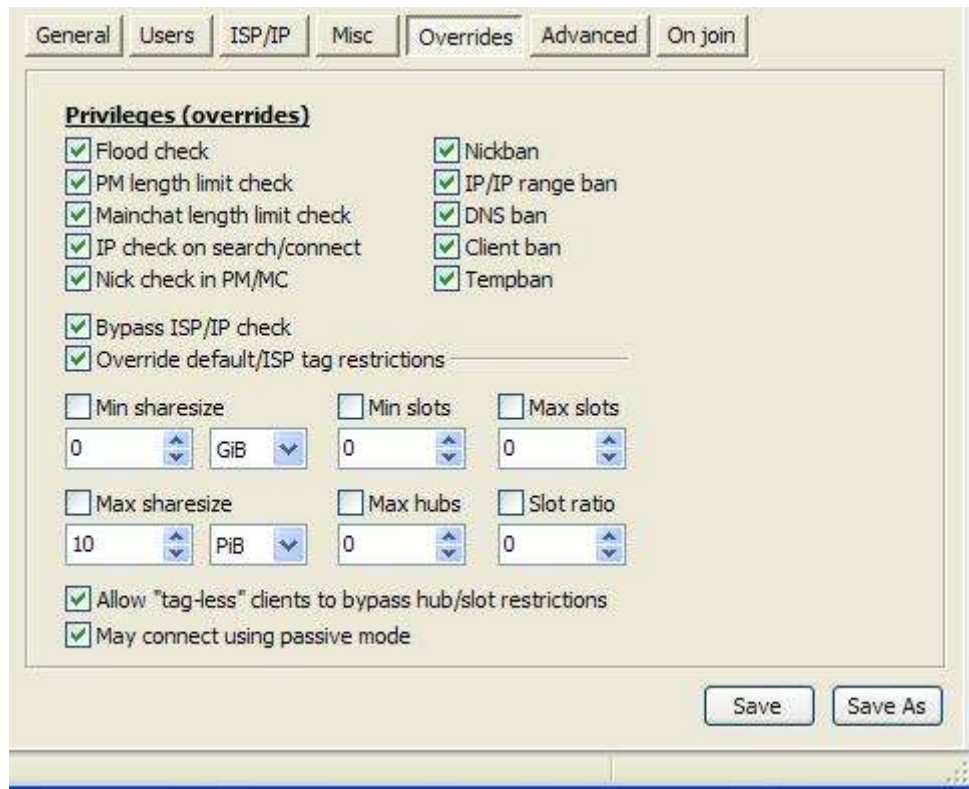 General Users ISP/IP Misc Overrides Advanced On join
Privileges (overrides)
Flood check Nickban
PM length limit check IP/IP range ban
Mainchat length limit check DNS ban
IP check on search/connect Client ban
Nick check in PM/MC Tempban
Bypass ISP/IP check
Override default/ISP tag restrictions
Min sharesize Min slots Max slots
0 GiB 0 0
Max sharesize Max hubs Slot ratio
10 PiB 0 0
Allow "tag-less" clients to bypass hub/slot restrictions
May connect using passive mode
Save Save As